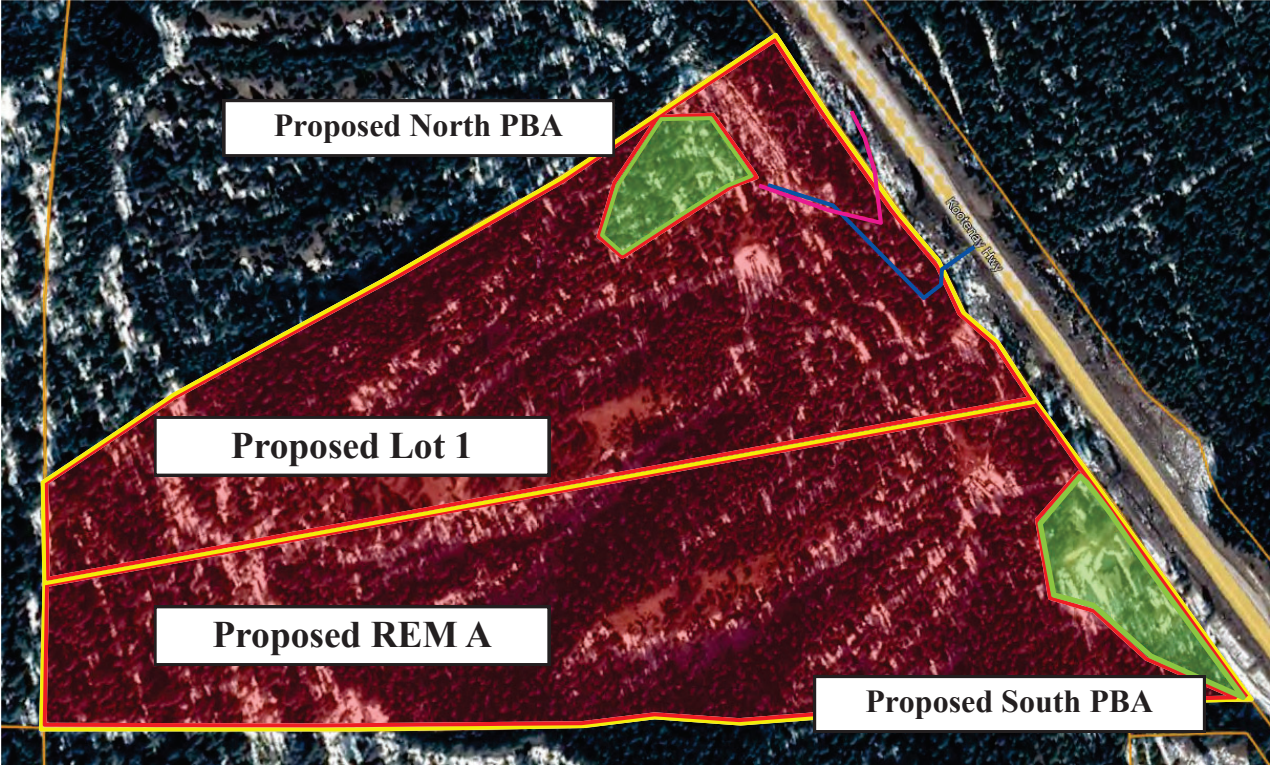 Proposed North PBA
Kootenay Hwy
Proposed Lot 1
Proposed REM A
Proposed South PBA